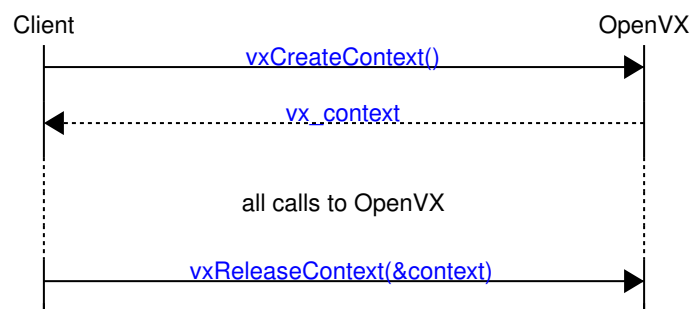 Client OpenVX
vxCreateContext()
vx_context
all calls to OpenVX
vxReleaseContext(&context)